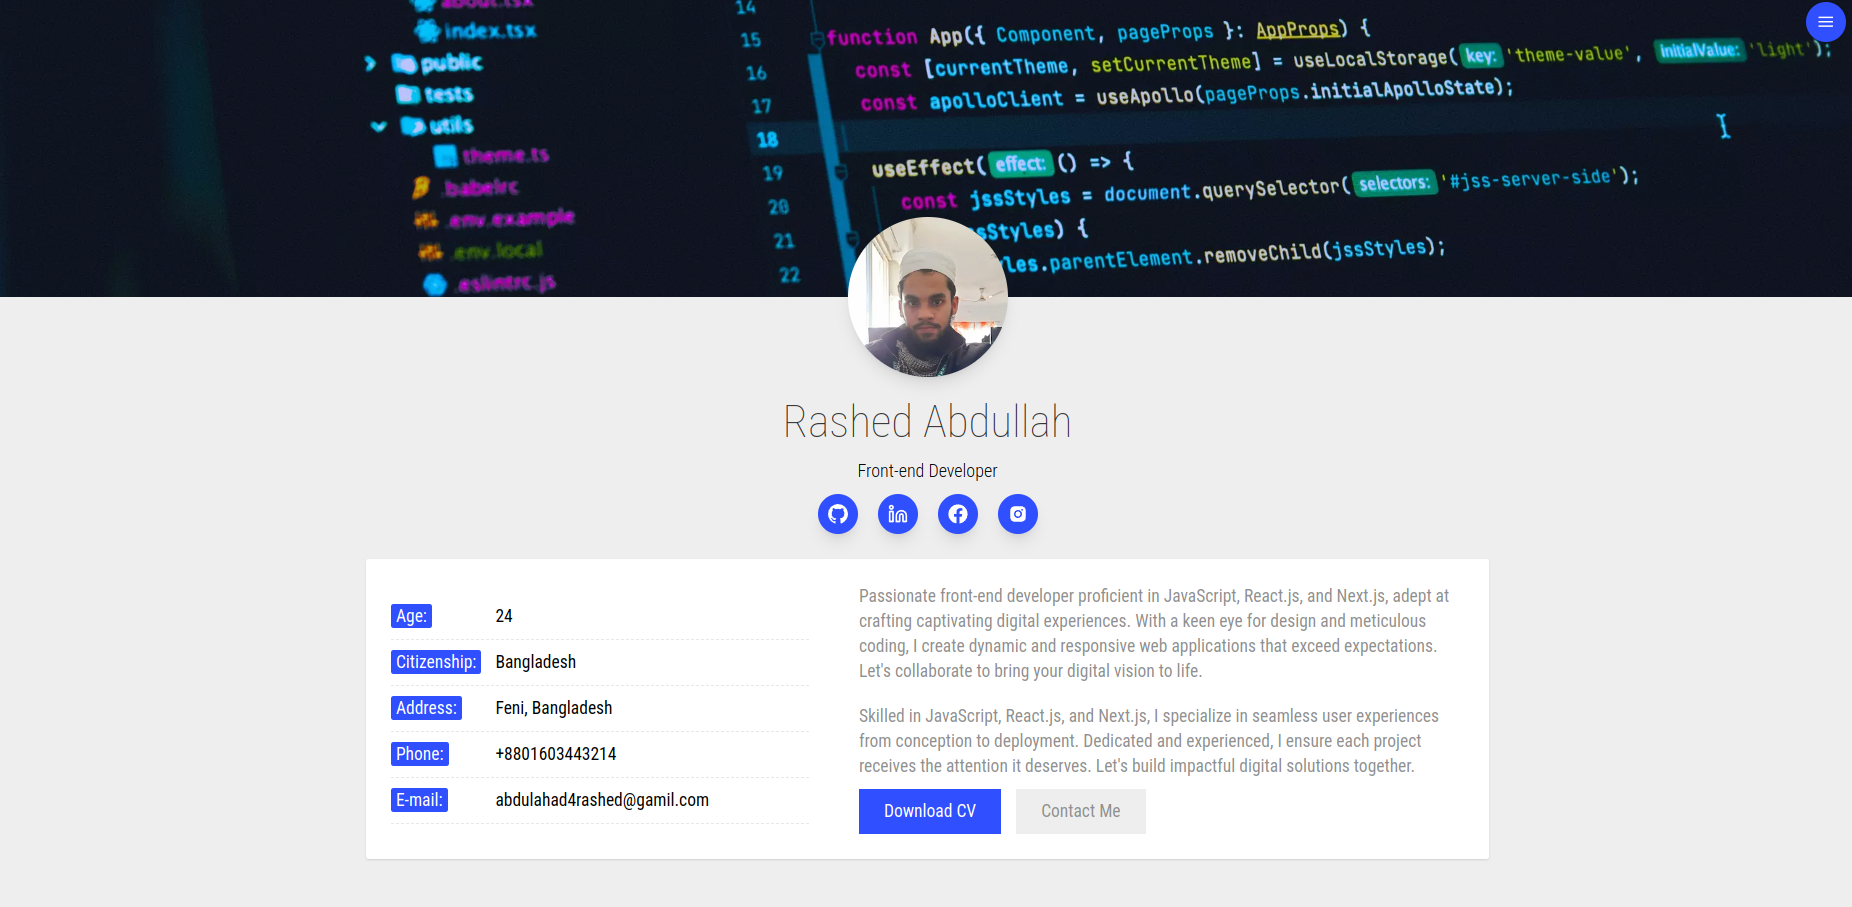 about.tsx
index.tsx
public
tests
utils
theme.ts
.babelrc
.env.example
.env.local
.eslintrc.js
14
15 function App({ Component, pageProps }: AppProps) {
16 const [currentTheme, setCurrentTheme] = useLocalStorage( key: 'theme-value', initialValue: 'light');
17 const apolloClient = useApollo(pageProps.initialApolloState);
18
19 useEffect( effect: () => {
20 const jssStyles = document.querySelector( selectors: '#jss-server-side');
21 sStyles) {
22 les.parentElement.removeChild(jssStyles);
Rashed Abdullah
Front-end Developer
Age: 24
Citizenship: Bangladesh
Address: Feni, Bangladesh
Phone: +8801603443214
E-mail: abdulahad4rashed@gamil.com
Passionate front-end developer proficient in JavaScript, React.js, and Next.js, adept at
crafting captivating digital experiences. With a keen eye for design and meticulous
coding, I create dynamic and responsive web applications that exceed expectations.
Let's collaborate to bring your digital vision to life.
Skilled in JavaScript, React.js, and Next.js, I specialize in seamless user experiences
from conception to deployment. Dedicated and experienced, I ensure each project
receives the attention it deserves. Let's build impactful digital solutions together.
Download CV
Contact Me